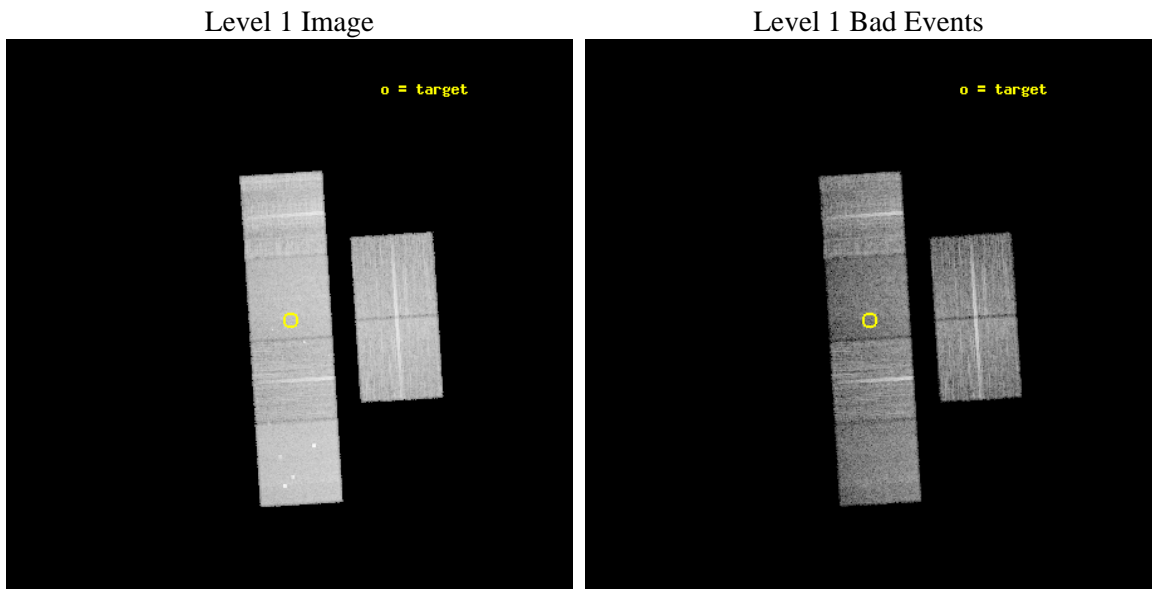 Level 1 Image
Level 1 Bad Events
o = target
o = target